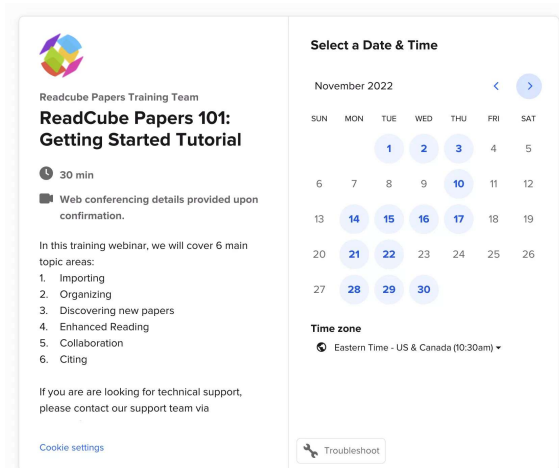 Readcube Papers Training Team
ReadCube Papers 101:
Getting Started Tutorial
30 min
Web conferencing details provided upon
confirmation.
In this training webinar, we will cover 6 main
topic areas:
1. Importing
2. Organizing
3. Discovering new papers
4. Enhanced Reading
5. Collaboration
6. Citing
If you are are looking for technical support,
please contact our support team via
Cookie settings
Select a Date & Time
November 2022
SUN MON TUE WED THU FRI SAT
1 2 3 4 5
6 7 8 9 10 11 12
13 14 15 16 17 18 19
20 21 22 23 24 25 26
27 28 29 30
Time zone
Eastern Time - US & Canada (10:30am)
Troubleshoot